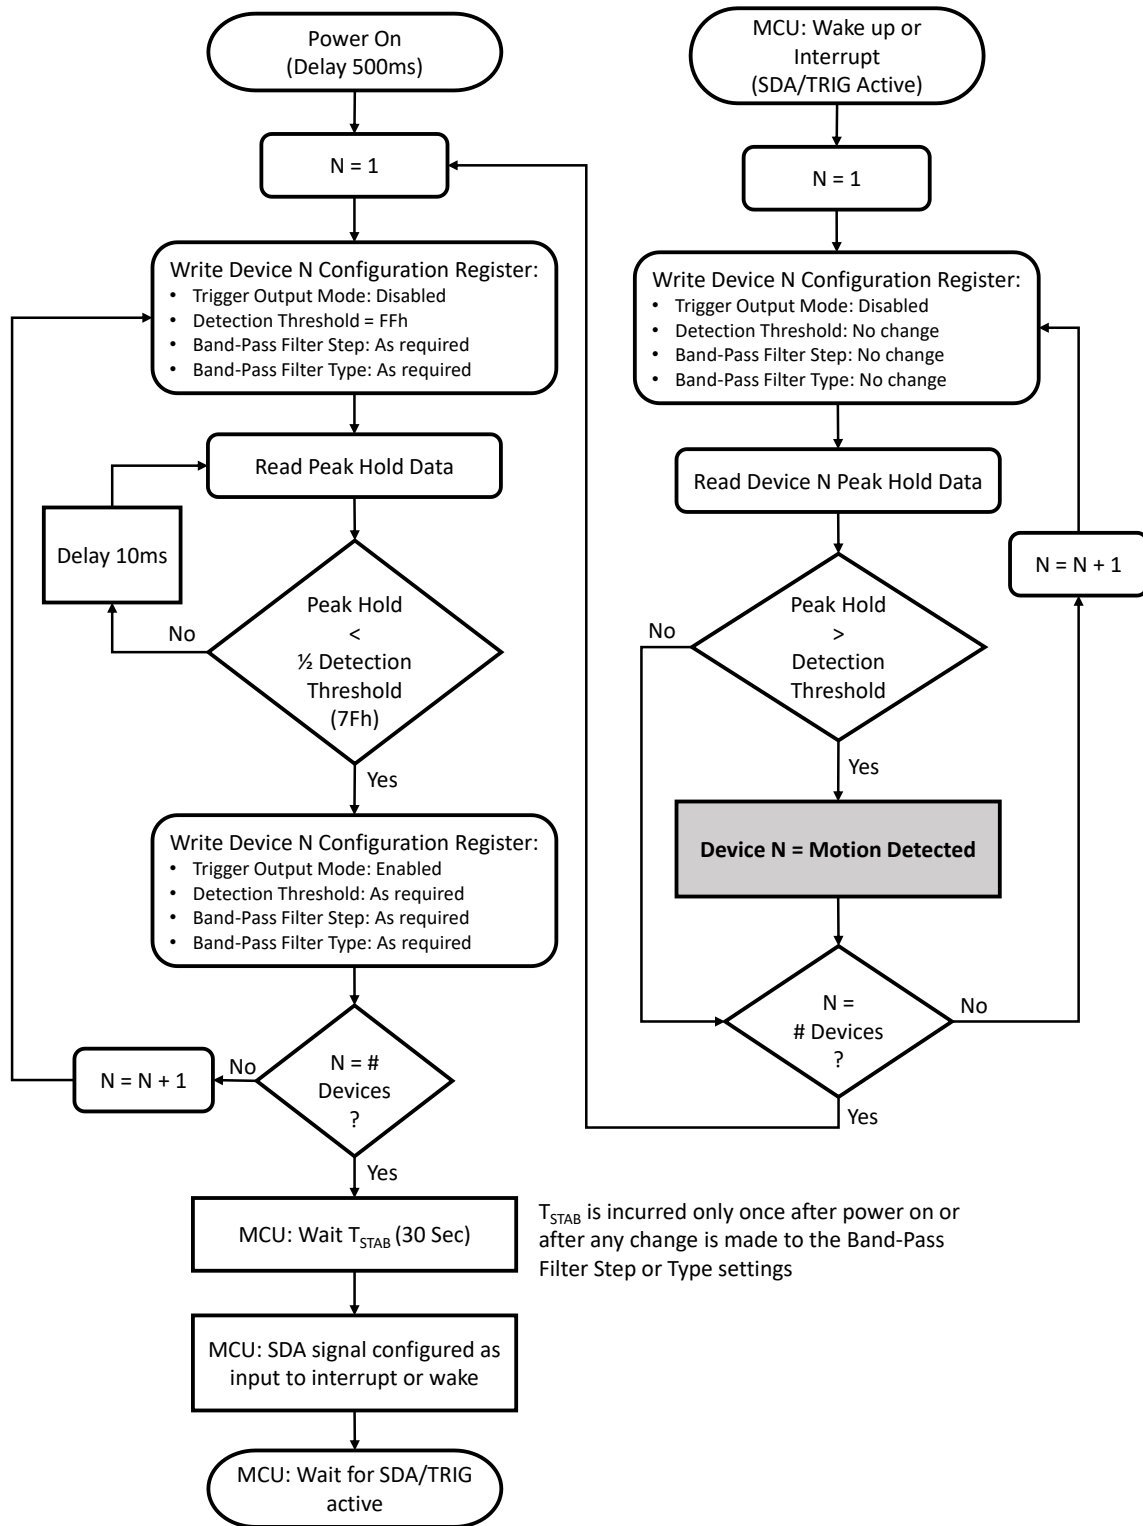 Power On
(Delay 500ms)
N = 1
Write Device N Configuration Register:
• Trigger Output Mode: Disabled
• Detection Threshold = FFh
• Band-Pass Filter Step: As required
• Band-Pass Filter Type: As required
Read Peak Hold Data
Delay 10ms
Peak Hold
<
½ Detection
Threshold
(7Fh)
No
Yes
Write Device N Configuration Register:
• Trigger Output Mode: Enabled
• Detection Threshold: As required
• Band-Pass Filter Step: As required
• Band-Pass Filter Type: As required
N = #
Devices
?
No
N = N + 1
Yes
MCU: Wait TSTAB (30 Sec)
TSTAB is incurred only once after power on or
after any change is made to the Band-Pass
Filter Step or Type settings
MCU: SDA signal configured as
input to interrupt or wake
MCU: Wait for SDA/TRIG
active
MCU: Wake up or
Interrupt
(SDA/TRIG Active)
N = 1
Write Device N Configuration Register:
• Trigger Output Mode: Disabled
• Detection Threshold: No change
• Band-Pass Filter Step: No change
• Band-Pass Filter Type: No change
Read Device N Peak Hold Data
N = N + 1
Peak Hold
>
Detection
Threshold
No
Yes
Device N = Motion Detected
N =
# Devices
?
No
Yes